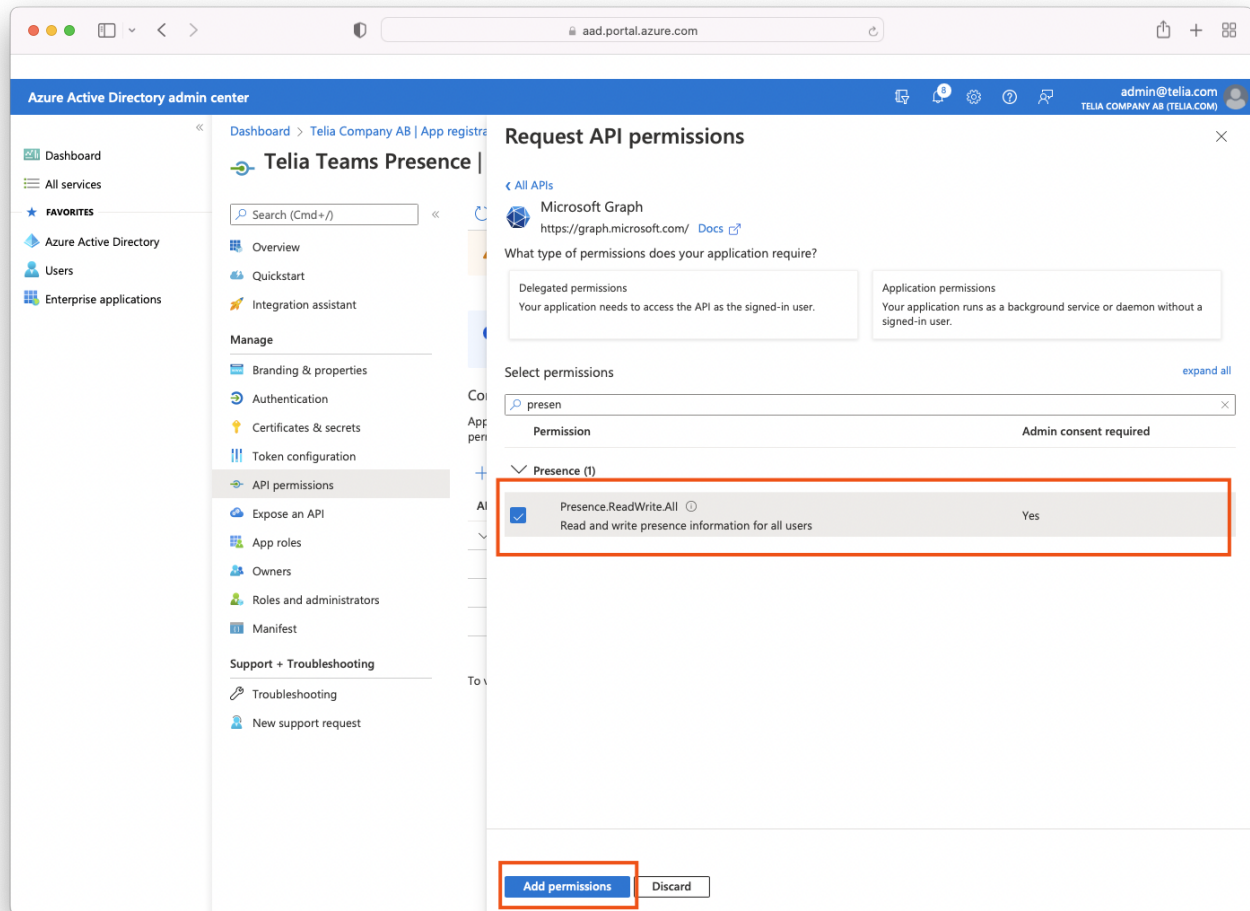 aad.portal.azure.com
Azure Active Directory admin center
8
admin@telia.com
TELIA COMPANY AB (TELIA.COM)
Dashboard
All services
FAVORITES
Azure Active Directory
Users
Enterprise applications
Dashboard > Telia Company AB | App registra
Telia Teams Presence |
Search (Cmd+/)
Overview
Quickstart
Integration assistant
Manage
Branding & properties
Authentication
Certificates & secrets
Token configuration
API permissions
Expose an API
App roles
Owners
Roles and administrators
Manifest
Support + Troubleshooting
Troubleshooting
New support request
Request API permissions
All APIs
Microsoft Graph
https://graph.microsoft.com/ Docs
What type of permissions does your application require?
Delegated permissions
Your application needs to access the API as the signed-in user.
Application permissions
Your application runs as a background service or daemon without a
signed-in user.
Select permissions
expand all
presen
Permission
Admin consent required
Presence (1)
Presence.ReadWrite.All
Read and write presence information for all users
Yes
Add permissions
Discard